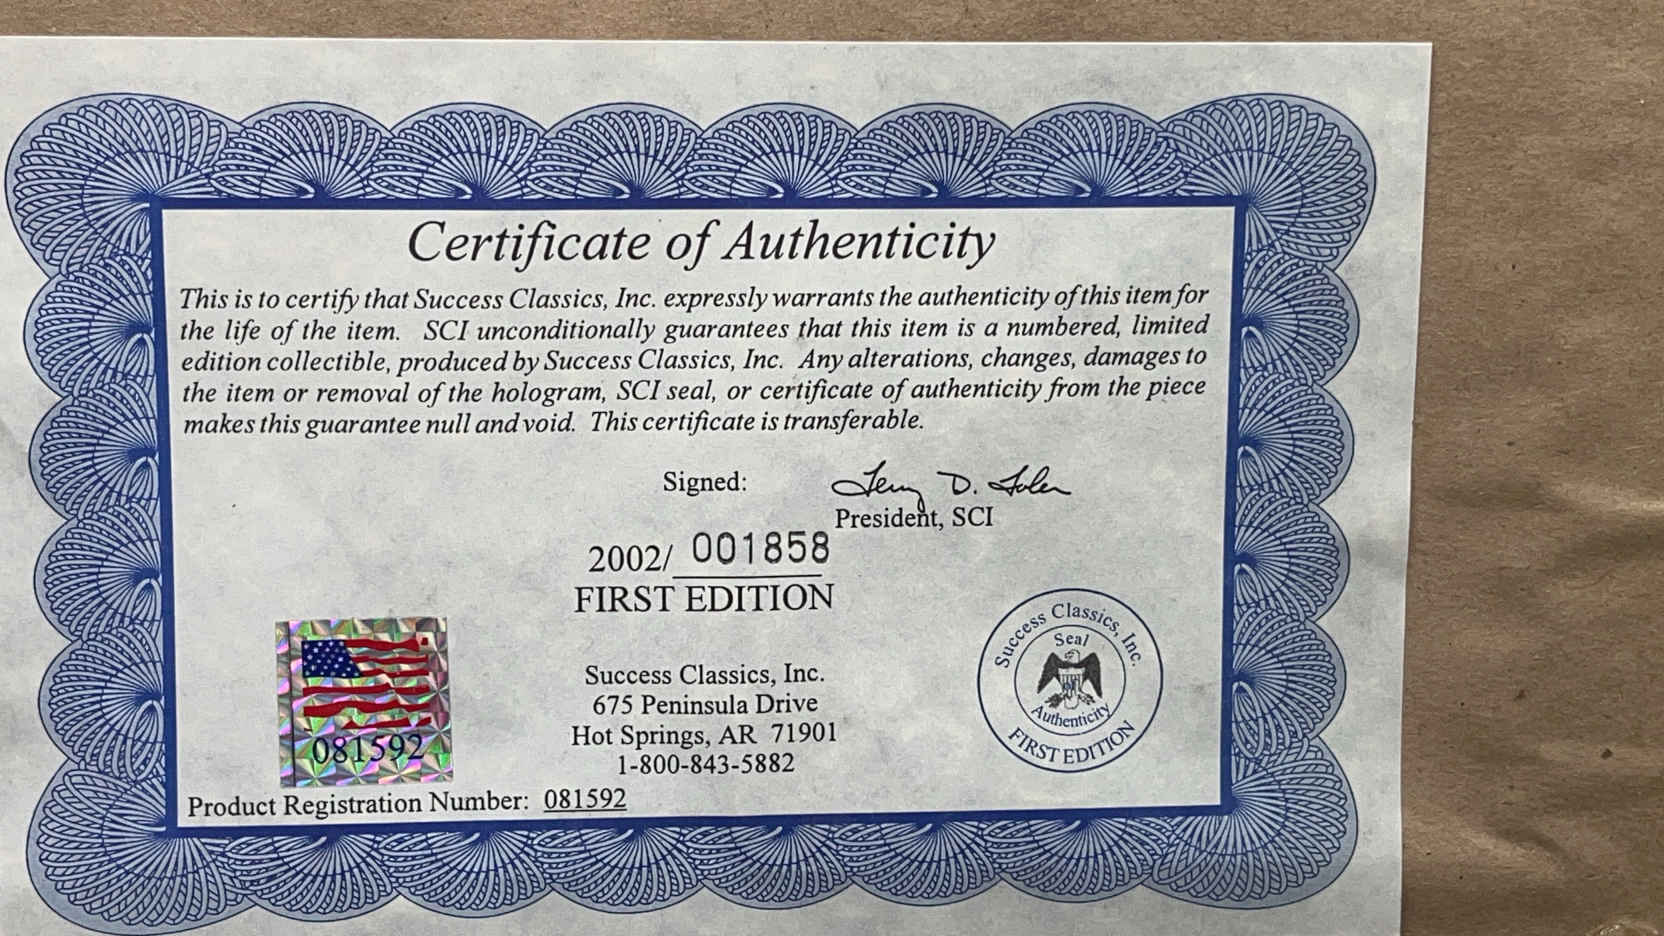 Certificate of Authenticity
This is to certify that Success Classics, Inc. expressly warrants the authenticity of this item for
the life of the item. SCI unconditionally guarantees that this item is a numbered, limited
edition collectible, produced by Success Classics, Inc. Any alterations, changes, damages to
the item or removal of the hologram, SCI seal, or certificate of authenticity from the piece
makes this guarantee null and void. This certificate is transferable.
Signed:
President, SCI
2002/ 001858
FIRST EDITION
Success Classics, Inc.
675 Peninsula Drive
Hot Springs, AR 71901
1-800-843-5882
081592
Product Registration Number: 081592
Success Classics, Inc.
Seal
Authenticity
FIRST EDITION